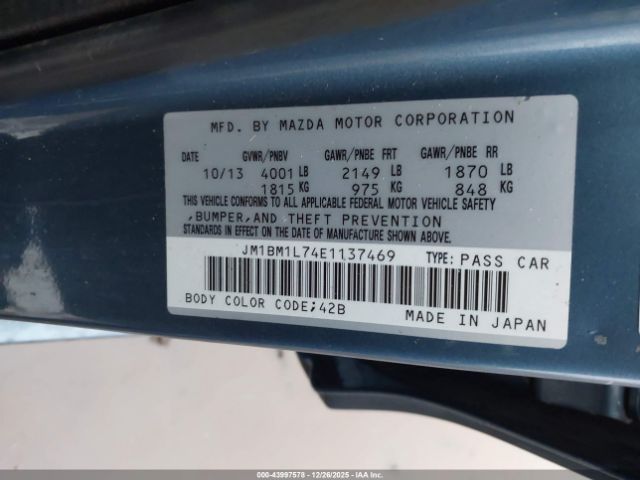 MFD. BY MAZDA MOTOR CORPORATION
DATE GVWR/PNBV GAWR/PNBE FRT GAWR/PNBE RR
10/13 4001 LB 2149 LB 1870 LB
1815 KG 975 KG 848 KG
THIS VEHICLE CONFORMS TO ALL APPLICABLE FEDERAL MOTOR VEHICLE SAFETY
,BUMPER,AND THEFT PREVENTION
STANDARDS IN EFFECT ON THE DATE OF MANUFACTURE SHOWN ABOVE.
JM1BM1L74E1137469 TYPE: PASS CAR
BODY COLOR CODE;42B MADE IN JAPAN
000-43997578 - 12/26/2025 - IAAI.COM